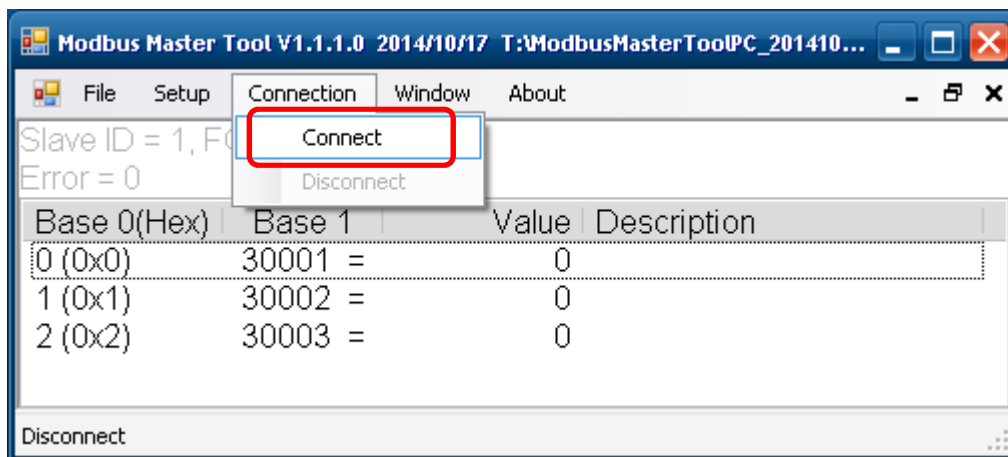 Modbus Master Tool V1.1.1.0 2014/10/17 T:\ModbusMasterToolPC_201410...
File Setup Connection Window About
Slave ID = 1,
Connect
Error = 0
Disconnect
Base 0(Hex) Base 1 Value Description
0 (0x0) 30001 = 0
1 (0x1) 30002 = 0
2 (0x2) 30003 = 0
Disconnect